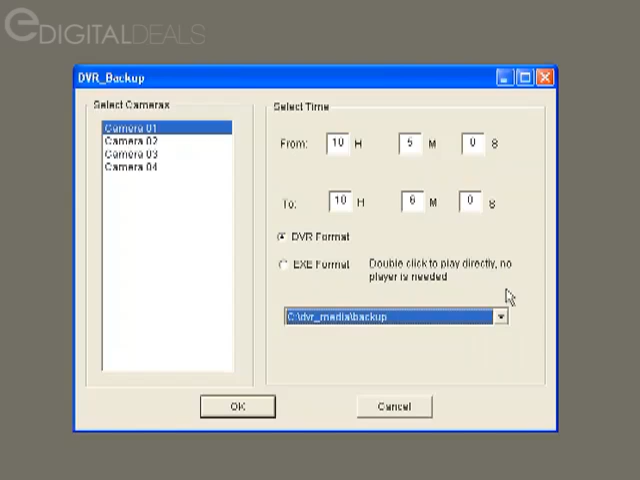 eDIGITALDEALS
DVR_Backup
Select Cameras
Camera 01
Camera 02
Camera 03
Camera 04
Select Time
From: 10 H 5 M 0 S
To: 10 H 6 M 0 S
DVR Format
EXE Format
Double click to play directly, no
player is needed
C:\dvr_media\backup
OK
Cancel